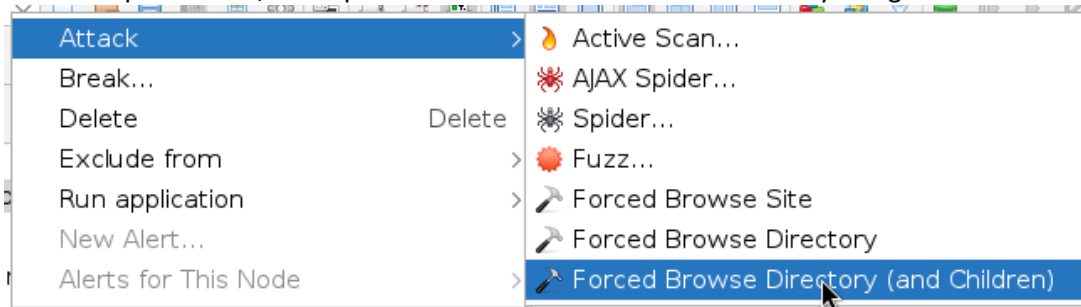 Attack
Break...
Delete Delete
Exclude from
Run application
New Alert...
Alerts for This Node
Active Scan...
AJAX Spider...
Spider...
Fuzz...
Forced Browse Site
Forced Browse Directory
Forced Browse Directory (and Children)